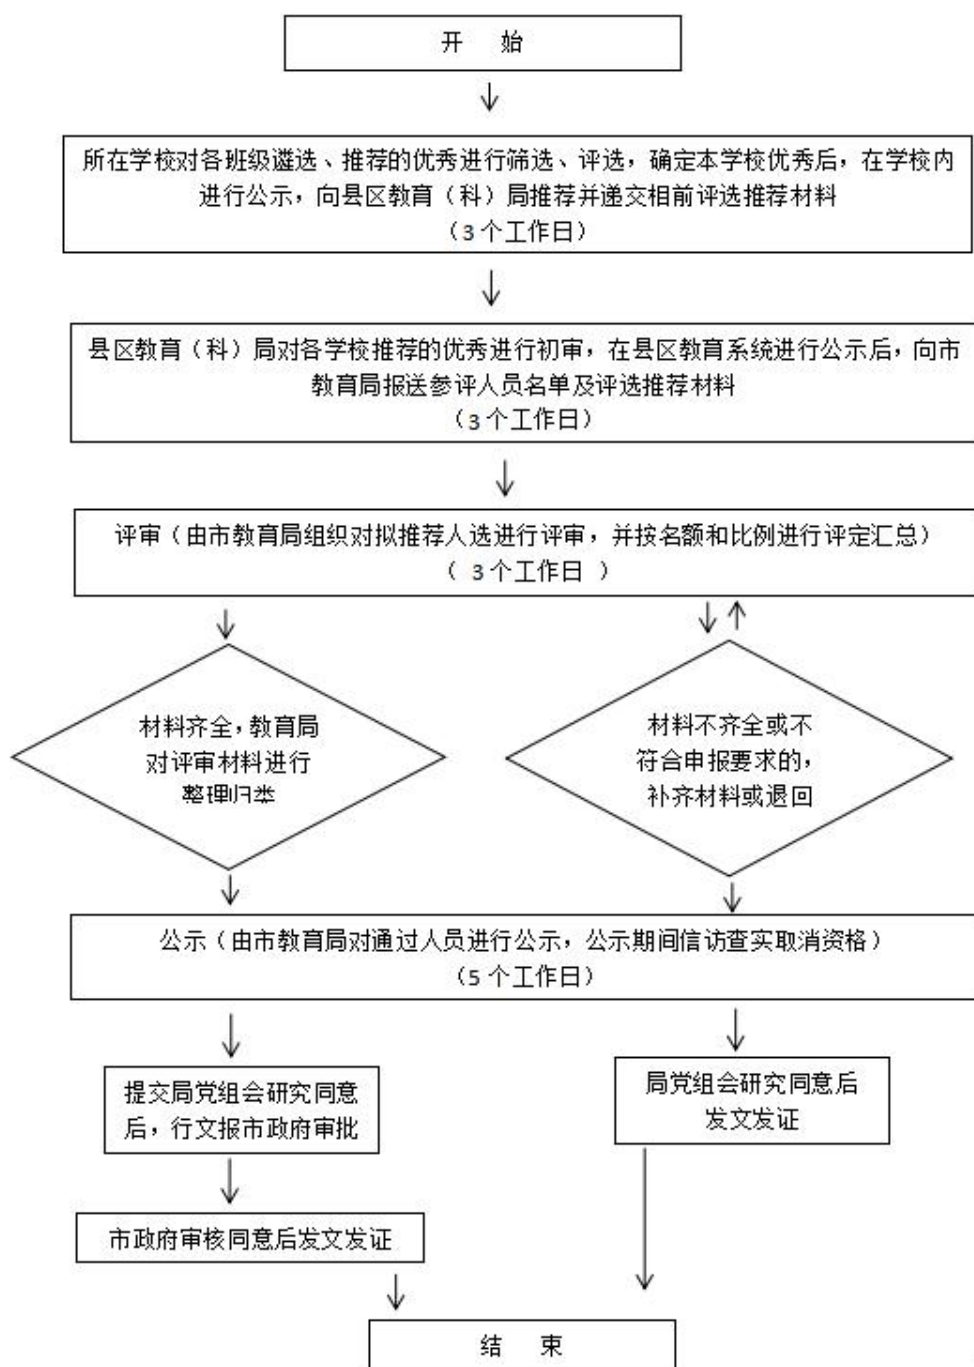 开 始
所在学校对各班级遴选、推荐的优秀进行筛选、评选，确定本学校优秀后，在学校内
进行公示，向县区教育（科）局推荐并递交相前评选推荐材料
（3 个工作日）
县区教育（科）局对各学校推荐的优秀进行初审，在县区教育系统进行公示后，向市
教育局报送参评人员名单及评选推荐材料
（3 个工作日）
评审（由市教育局组织对拟推荐人选进行评审，并按名额和比例进行评定汇总）
（ 3 个工作日 ）
材料齐全，教育局
对评审材料进行
整理归类
材料不齐全或不
符合申报要求的，
补齐材料或退回
公示（由市教育局对通过人员进行公示，公示期间信访查实取消资格）
（5 个工作日）
提交局党组会研究同意
后，行文报市政府审批
局党组会研究同意后
发文发证
市政府审核同意后发文发证
结 束